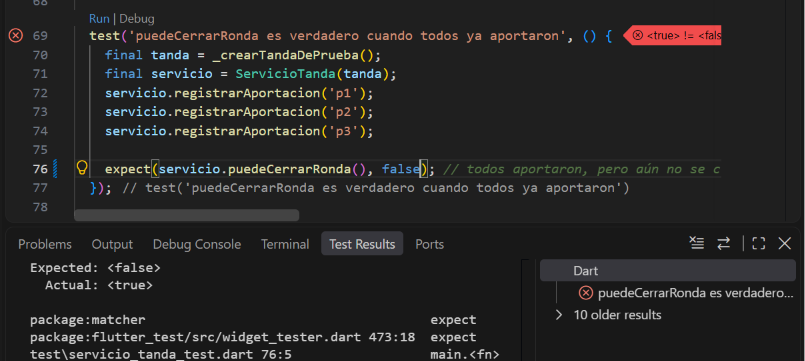 68
Run | Debug
69 test('puedeCerrarRonda es verdadero cuando todos ya aportaron', () { <true> != <fals
70 final tanda = _crearTandaDePrueba();
71 final servicio = ServicioTanda(tanda);
72 servicio.registrarAportacion('p1');
73 servicio.registrarAportacion('p2');
74 servicio.registrarAportacion('p3');
75
76 expect(servicio.puedeCerrarRonda(), false); // todos aportaron, pero aún no se c
77 }); // test('puedeCerrarRonda es verdadero cuando todos ya aportaron')
78
Problems Output Debug Console Terminal Test Results Ports
Expected: <false>
Actual: <true>
package:matcher expect
package:flutter_test/src/widget_tester.dart 473:18 expect
test\servicio_tanda_test.dart 76:5 main.<fn>
Dart
puedeCerrarRonda es verdadero...
10 older results